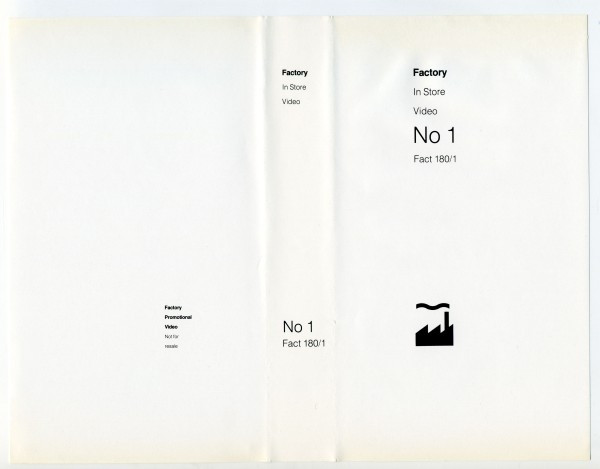 Factory
Promotional
Video
Not for
resale
Factory
In Store
Video
No 1
Fact 180/1
Factory
In Store
Video
No 1
Fact 180/1